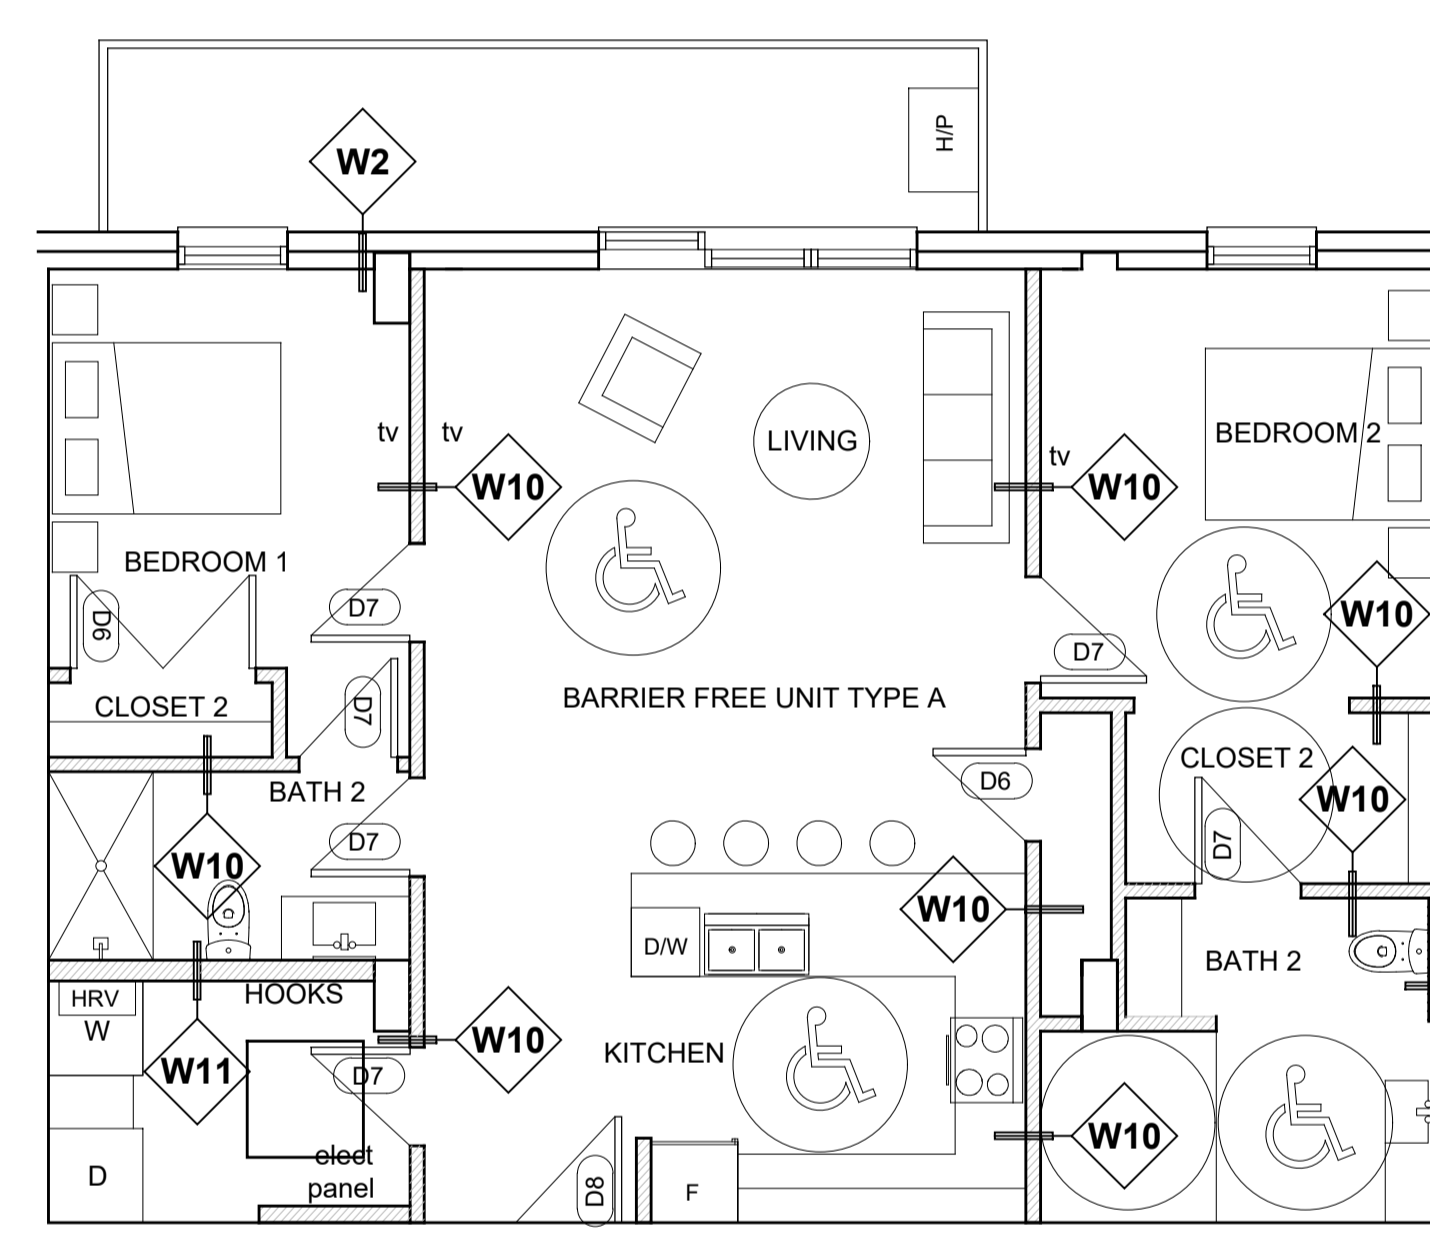 H/P
W2
tv
tv
LIVING
BEDROOM 2
tv
W10
W10
BEDROOM 1
D7
D6
W10
D7
CLOSET 2
D7
BARRIER FREE UNIT TYPE A
CLOSET 2
D6
BATH 2
W10
D7
D7
W10
W10
D/W
BATH 2
HRV
HOOKS
W
W10
KITCHEN
W11
D7
W10
elect
panel
D
D8
F